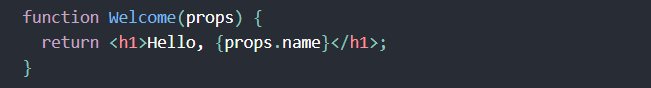 function Welcome(props) {
  return <h1>Hello, {props.name}</h1>;
}